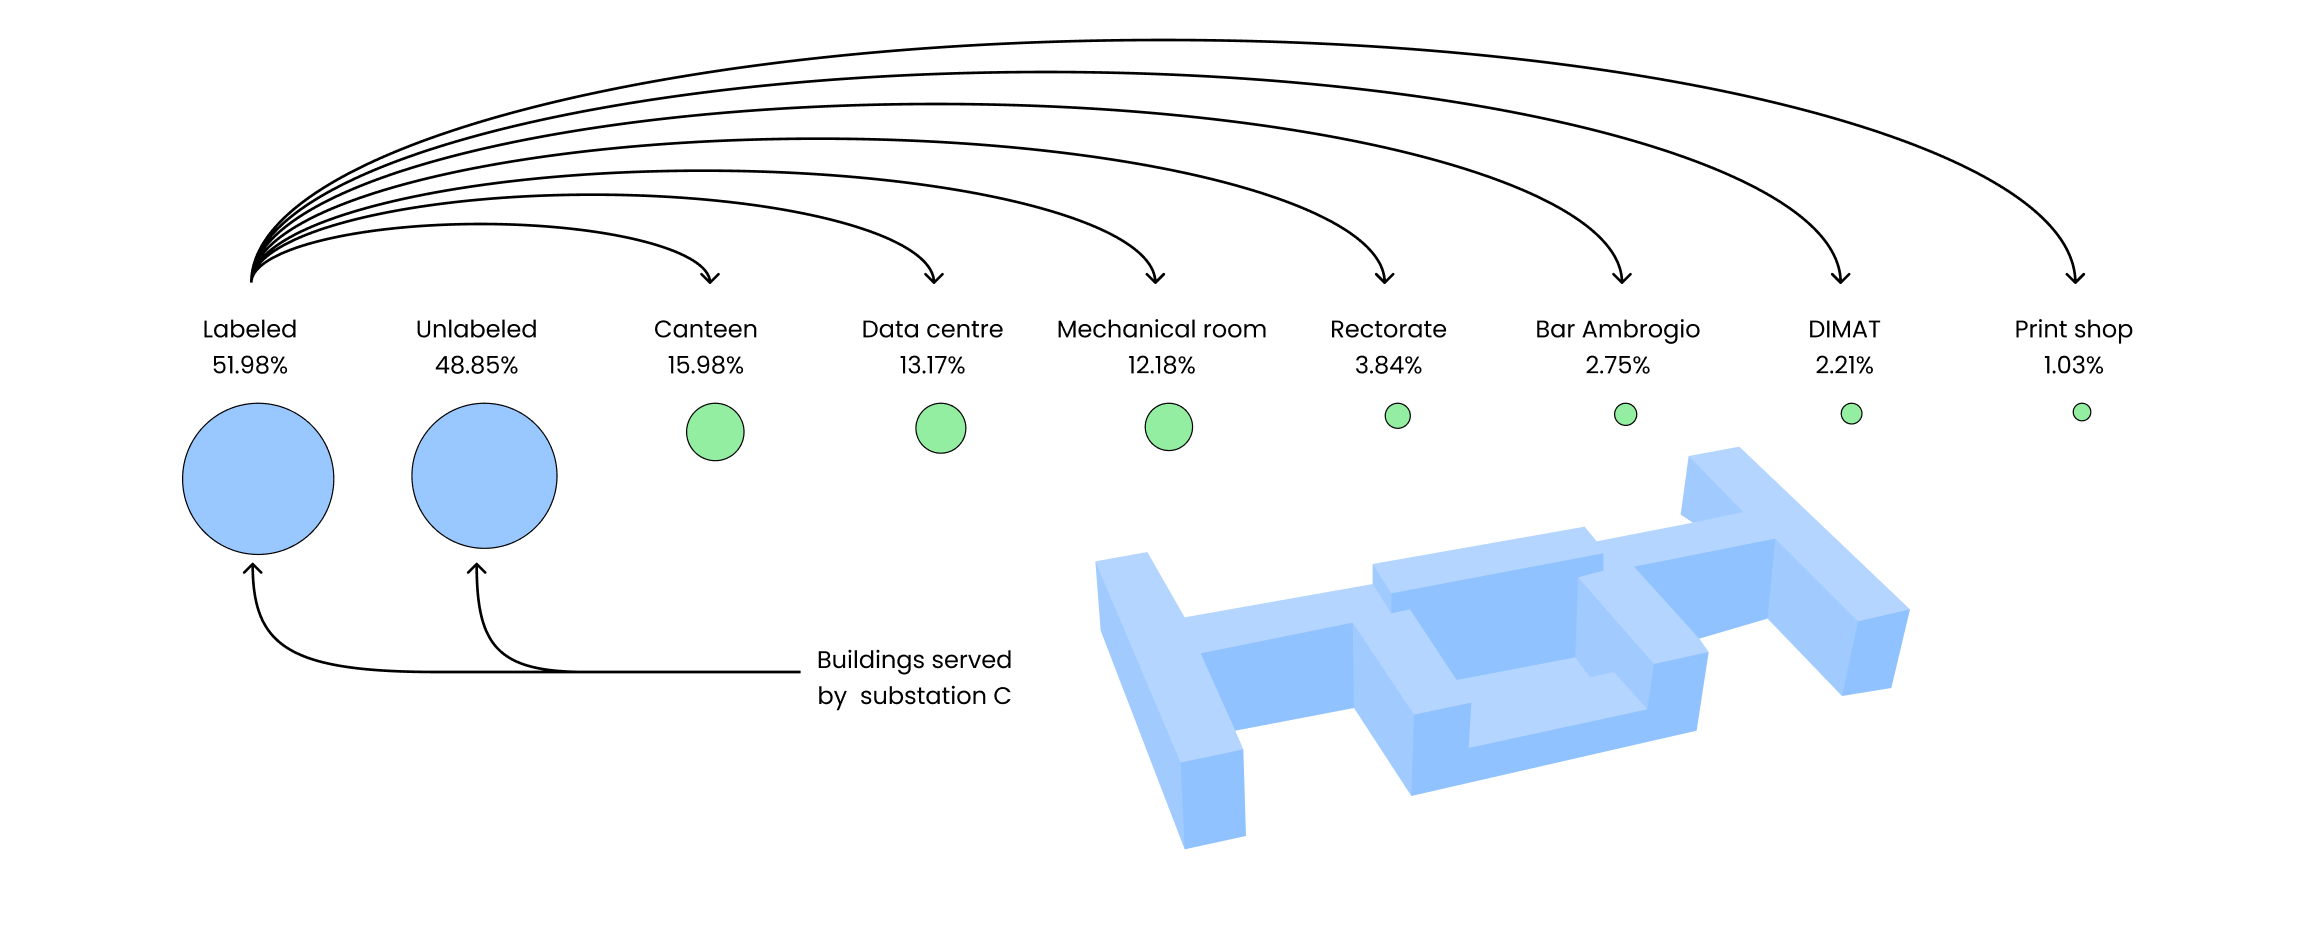 Labeled
51.98%
Unlabeled
48.85%
Canteen
15.98%
Data centre
13.17%
Mechanical room
12.18%
Rectorate
3.84%
Bar Ambrogio
2.75%
DIMAT
2.21%
Print shop
1.03%
Buildings served
by  substation C